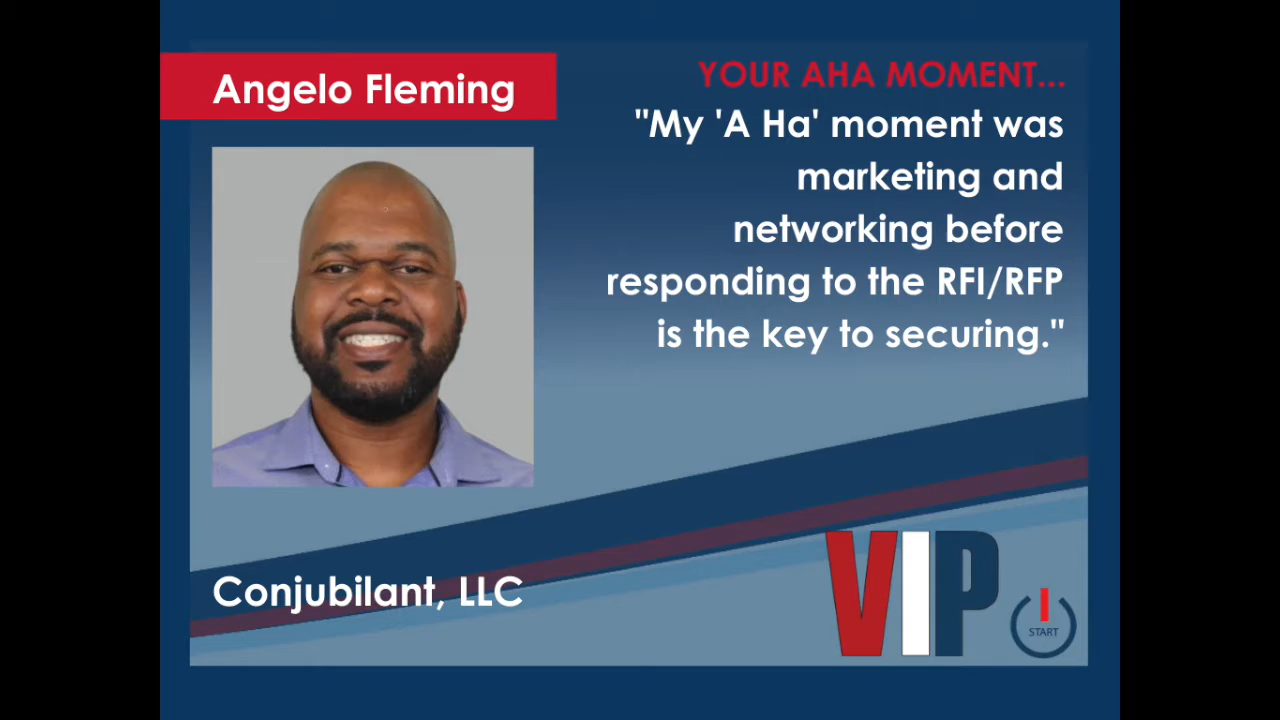 Angelo Fleming
YOUR AHA MOMENT...
"My 'A Ha' moment was
marketing and
networking before
responding to the RFI/RFP
is the key to securing."
Conjubilant, LLC
VIP
START